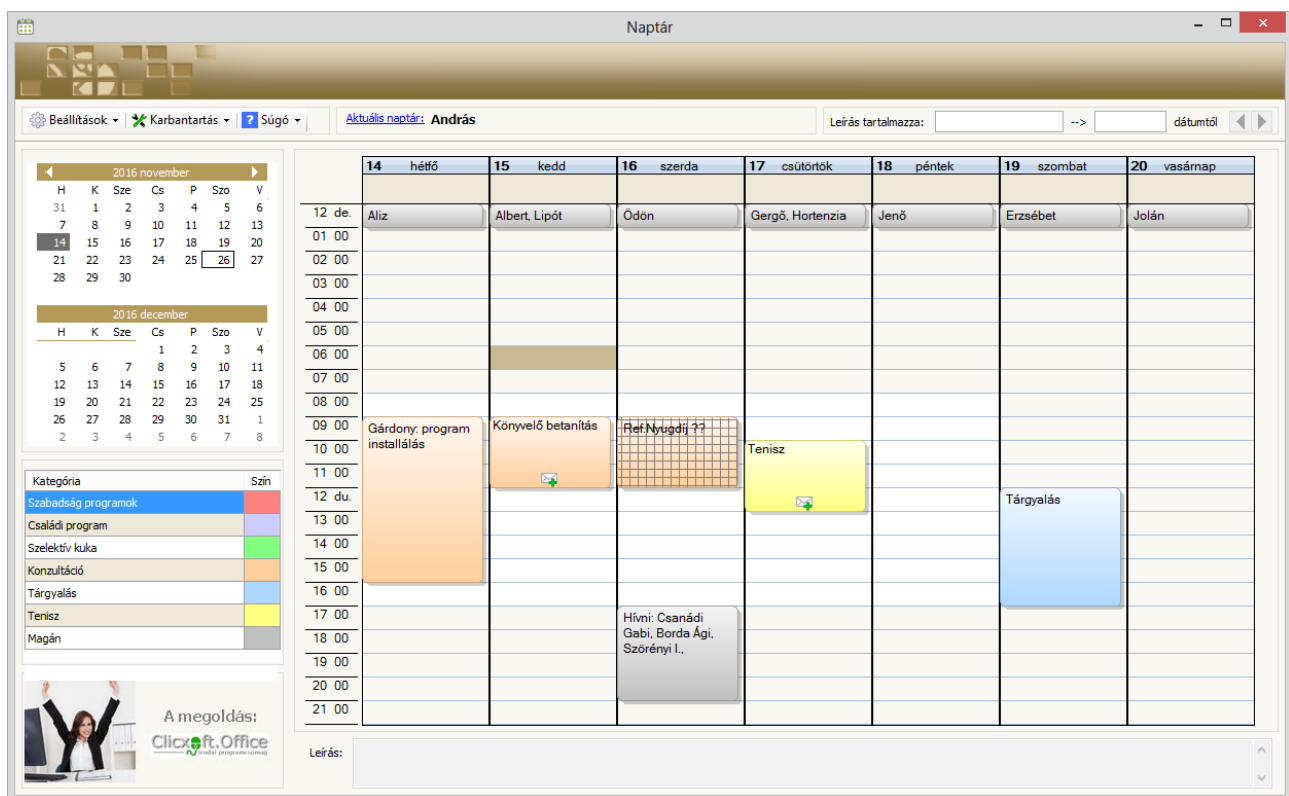 Naptár
Beállítások Karbantartás ? Súgó
Aktuális naptár: András
Leírás tartalmazza: --> dátumtól
2016 november
H K Sze Cs P Szo V
31 1 2 3 4 5 6
7 8 9 10 11 12 13
14 15 16 17 18 19 20
21 22 23 24 25 26 27
28 29 30
2016 december
H K Sze Cs P Szo V
1 2 3 4
5 6 7 8 9 10 11
12 13 14 15 16 17 18
19 20 21 22 23 24 25
26 27 28 29 30 31 1
2 3 4 5 6 7 8
Kategória Szín
Szabadság programok
Családi program
Szelektív kuka
Konzultáció
Tárgyalás
Tenisz
Magán
A megoldás:
Clicxoft.Office
irodai programcsomag
14 hétfő 15 kedd 16 szerda 17 csütörtök 18 péntek 19 szombat 20 vasárnap
12 de. Aliz Albert, Lipót Ödön Gergő, Hortenzia Jenő Erzsébet Jolán
01 00
02 00
03 00
04 00
05 00
06 00
07 00
08 00
09 00
10 00
11 00
12 du.
13 00
14 00
15 00
16 00
17 00
18 00
19 00
20 00
21 00
Gárdony: program
installálás
Könyvelő betanítás
Ref.Nyugdíj ??
Hívni: Csanádi
Gabi, Borda Ági,
Szörényi I.,
Tenisz
Tárgyalás
Leírás: